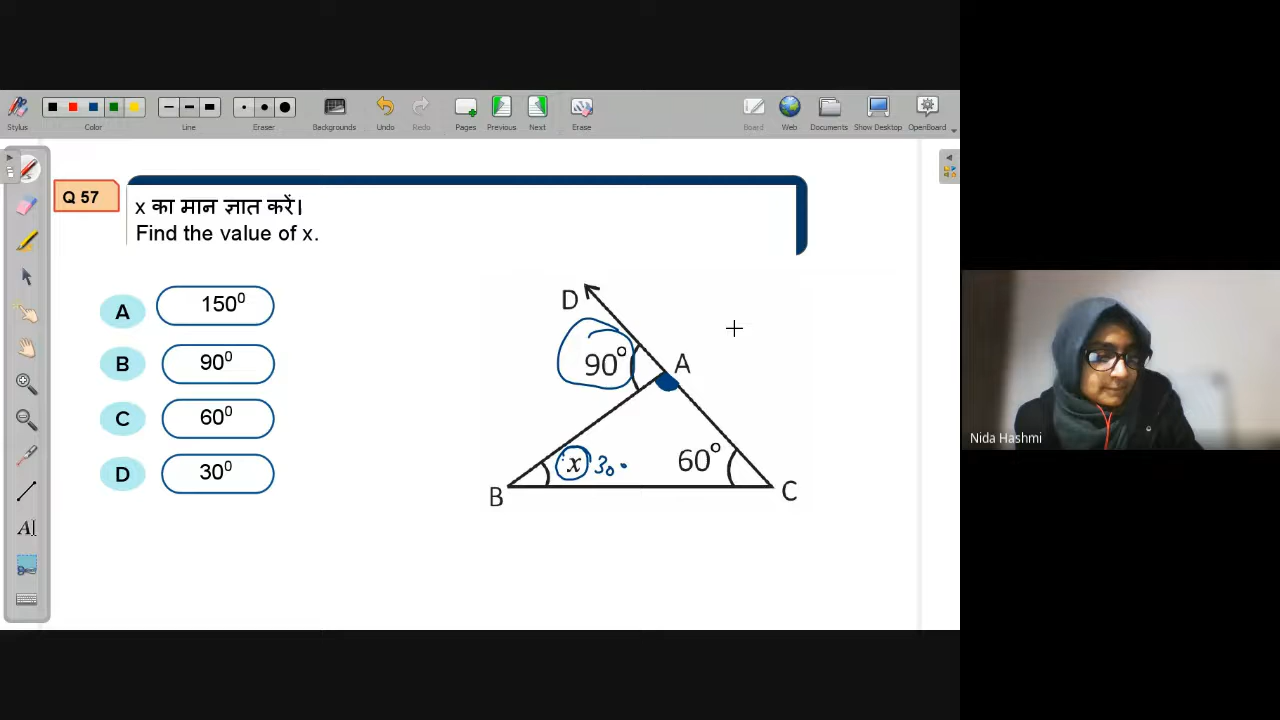 Stylus
Color
Line
Eraser
Backgrounds
Undo
Redo
Pages
Previous
Next
Erase
Board
Web
Documents
Show Desktop
OpenBoard
Q 57
x का मान ज्ञात करें।
Find the value of x.
A 150⁰
B 90⁰
C 60⁰
D 30⁰
D
90°
A
x 30
60°
B
C
Nida Hashmi